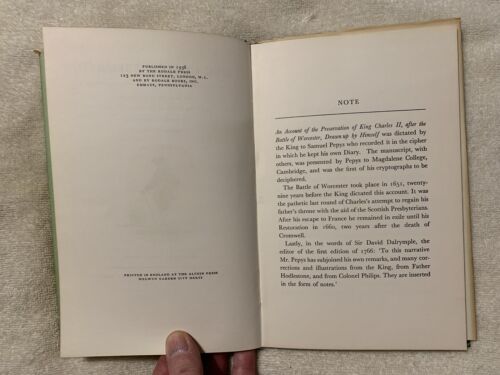 PUBLISHED IN 1956
BY THE RODALE PRESS
123 NEW BOND STREET, LONDON, W.1.
AND BY RODALE BOOKS, INC.
EMMAUS, PENNSYLVANIA
PRINTED IN ENGLAND AT THE ALCUIN PRESS
WELWYN GARDEN CITY HERTS
NOTE
An Account of the Preservation of King Charles II, after the
Battle of Worcester, Drawn up by Himself was dictated by
the King to Samuel Pepys who recorded it in the cipher
in which he kept his own Diary. The manuscript, with
others, was presented by Pepys to Magdalene College,
Cambridge, and was the first of his cryptographs to be
deciphered.
The Battle of Worcester took place in 1651, twenty-
nine years before the King dictated this account. It was
the pathetic last round of Charles's attempt to regain his
father's throne with the aid of the Scottish Presbyterians.
After his escape to France he remained in exile until his
Restoration in 1660, two years after the death of
Cromwell.
Lastly, in the words of Sir David Dalrymple, the
editor of the first edition of 1766: 'To this narrative
Mr. Pepys has subjoined his own remarks, and many cor-
rections and illustrations from the King, from Father
Hodlestone, and from Colonel Philips. They are inserted
in the form of notes.'